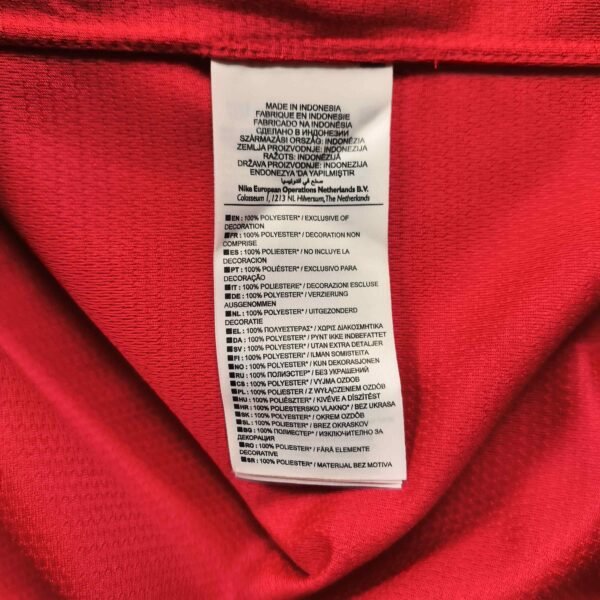 MADE IN INDONESIA
FABRIQUE EN INDONESIE
FABRICADO NA INDONÉSIA
СДЕЛАНО В ИНДОНЕЗИИ
SZÁRMAZÁSI ORSZÁG: INDONÉZIA
ZEMLJA PROIZVODNJE: INDONEZIJA
RAŽOTS: INDONĒZIJA
DRŽAVA PROIZVODNJE: INDONEZIJA
ENDONEZYA 'DA YAPILMIŞTIR
صنع في اندونيسيا
Nike European Operations Netherlands B.V.
Colosseum 1, 1213 NL Hilversum, The Netherlands
EN: 100% POLYESTER* / EXCLUSIVE OF
DECORATION
FR: 100% POLYESTER* / DECORATION NON
COMPRISE
ES: 100% POLIESTER* / NO INCLUYE LA
DECORACION
PT: 100% POLIÉSTER* / EXCLUSIVO PARA
DECORAÇÃO
IT: 100% POLIESTERE* / DECORAZIONI ESCLUSE
DE: 100% POLYESTER* / VERZIERUNG
AUSGENOMMEN
NL: 100% POLYESTER* / UITGEZONDERD
DECORATIE
EL: 100% ΠΟΛΥΕΣΤΕΡΑΣ* / ΧΩΡΙΣ ΔΙΑΚΟΣΜΗΤΙΚΑ
DA: 100% POLYESTER* / PYNT IKKE INDBEFATTET
SV: 100% POLYESTER* / UTAN EXTRA DETALJER
FI: 100% POLYESTERI* / ILMAN SOMISTEITA
NO: 100% POLYESTER* / KUN DEKORASJONEN
RU: 100% ПОЛИЭСТЕР* / БЕЗ УКРАШЕНИЙ
CS: 100% POLYESTER* / VYJMA OZDOB
PL: 100% POLIESTER* / Z WYŁĄCZENIEM OZDÓB
HU: 100% POLIÉSZTER* / KIVÉVE A DÍSZÍTÉST
HR: 100% POLIESTERSKO VLAKNO* / BEZ UKRASA
SK: 100% POLYESTER* / OKREM OZDÔB
SL: 100% POLIESTER* / BREZ OKRASKOV
BG: 100% ПОЛИЕСТЕР* / ИЗКЛЮЧИТЕЛНО ЗА
ДЕКОРАЦИЯ
RO: 100% POLIESTER* / FĂRĂ ELEMENTE
DECORATIVE
SR: 100% POLIESTER* / MATERIJAL BEZ MOTIVA